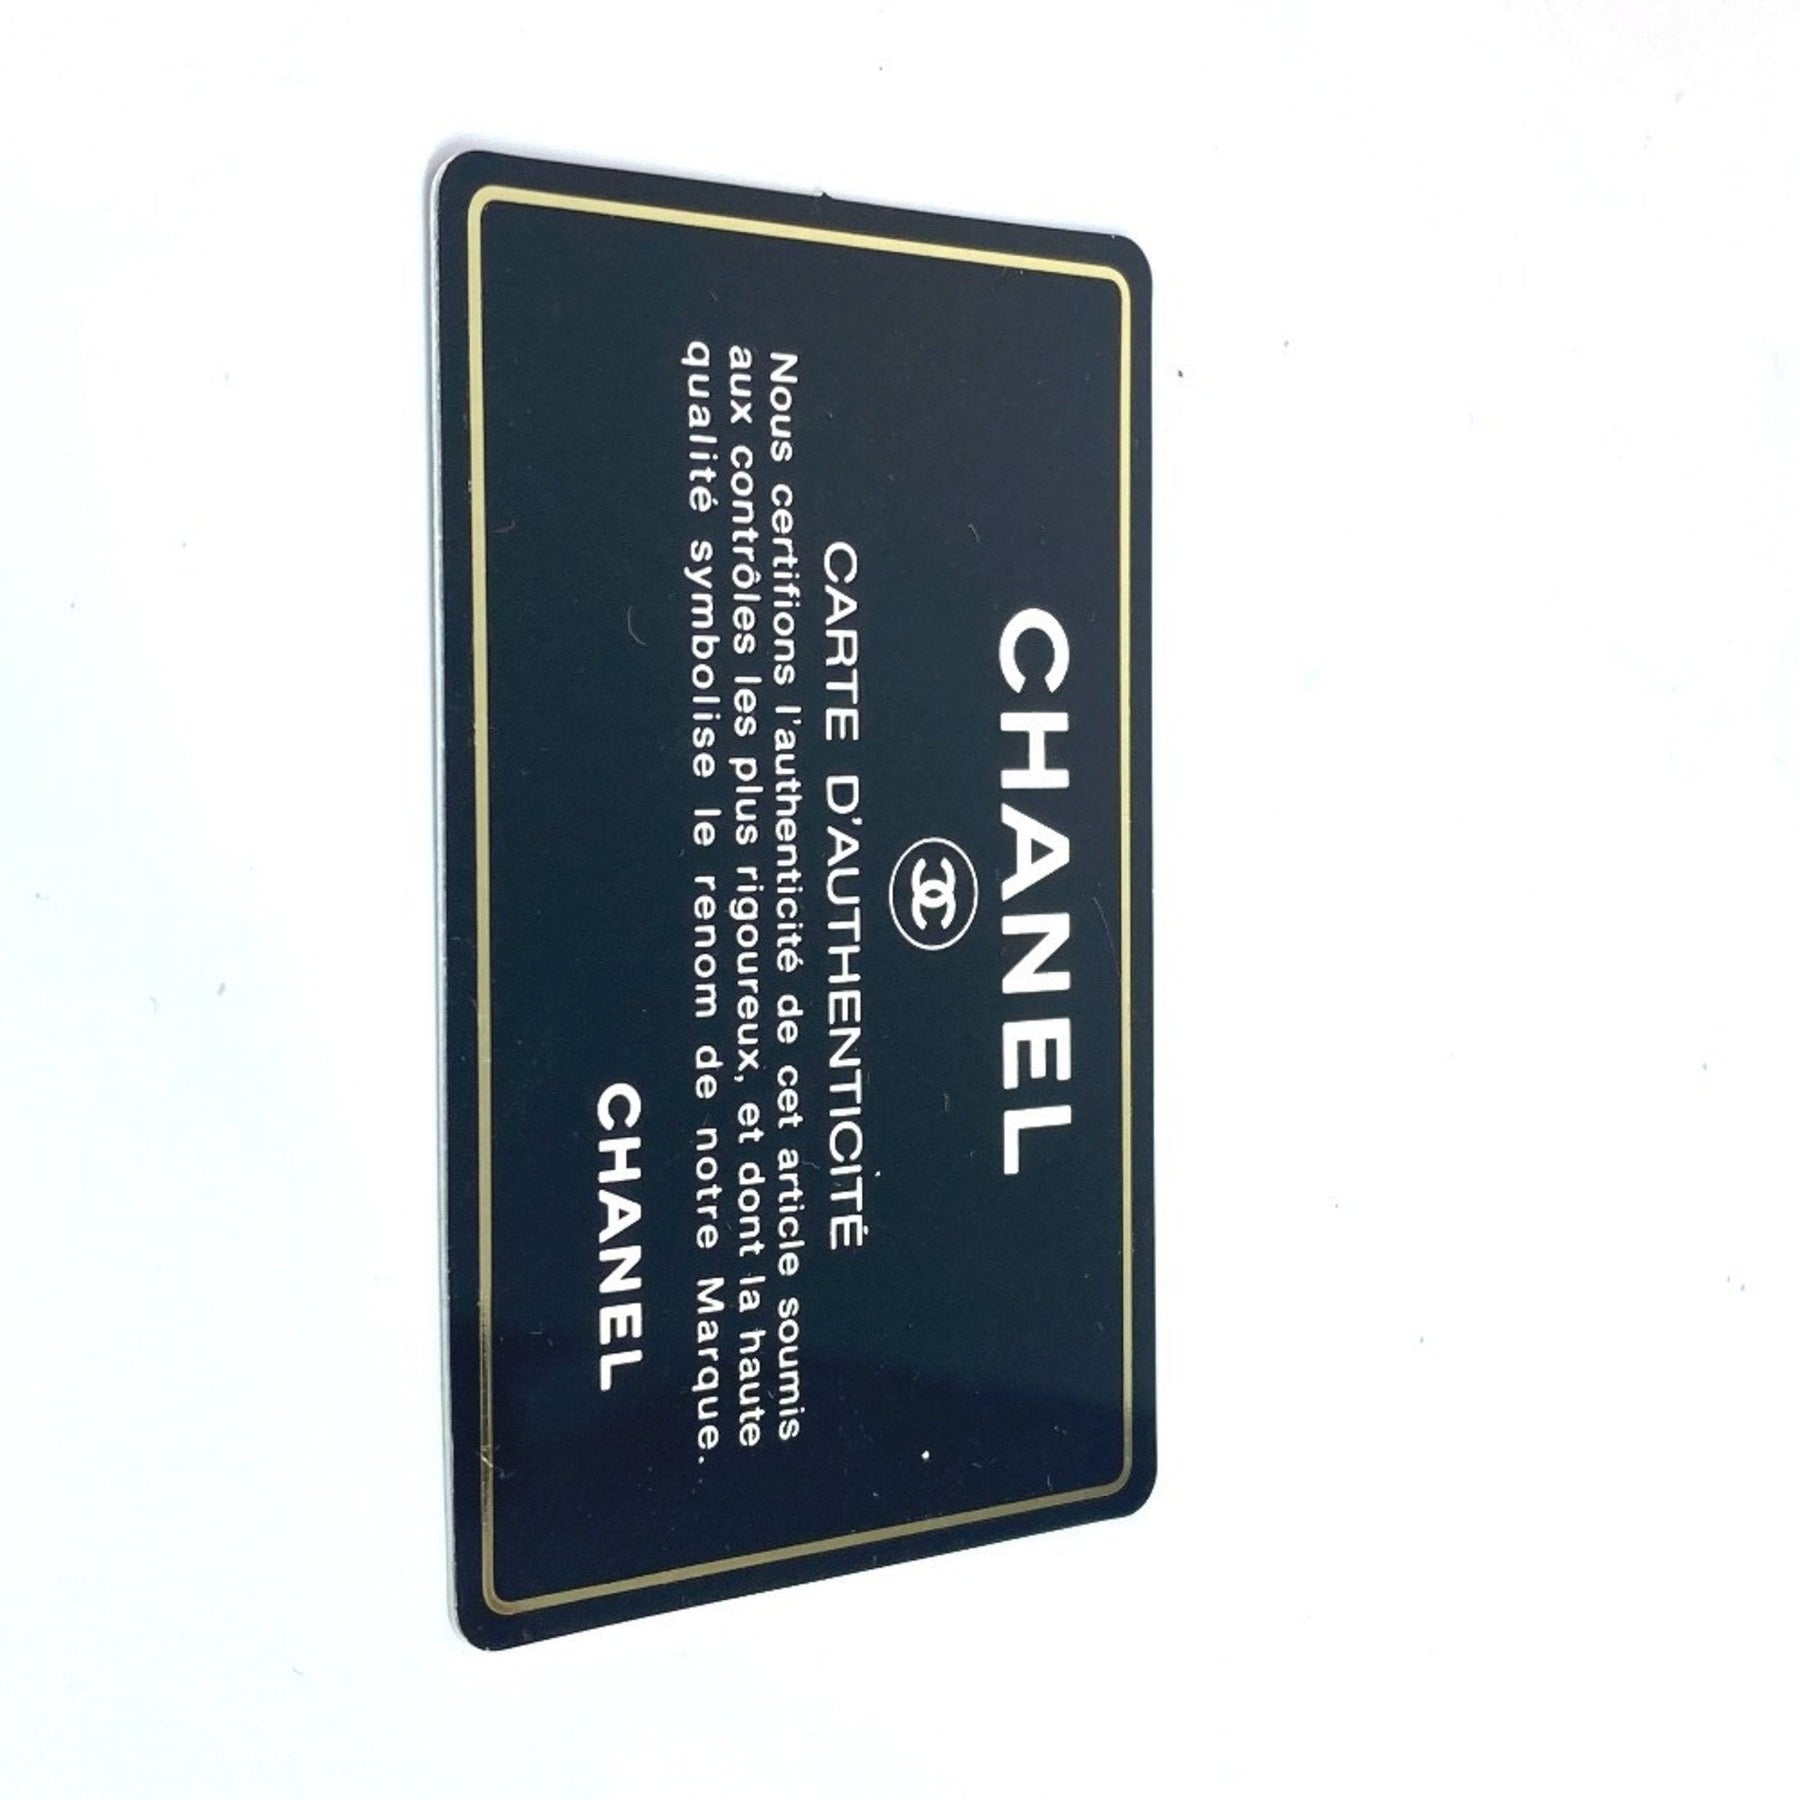 CHANEL
CARTE D'AUTHENTICITÉ
Nous certifions l'authenticité de cet article soumis
aux contrôles les plus rigoureux, et dont la haute
qualité symbolise le renom de notre Marque.
CHANEL